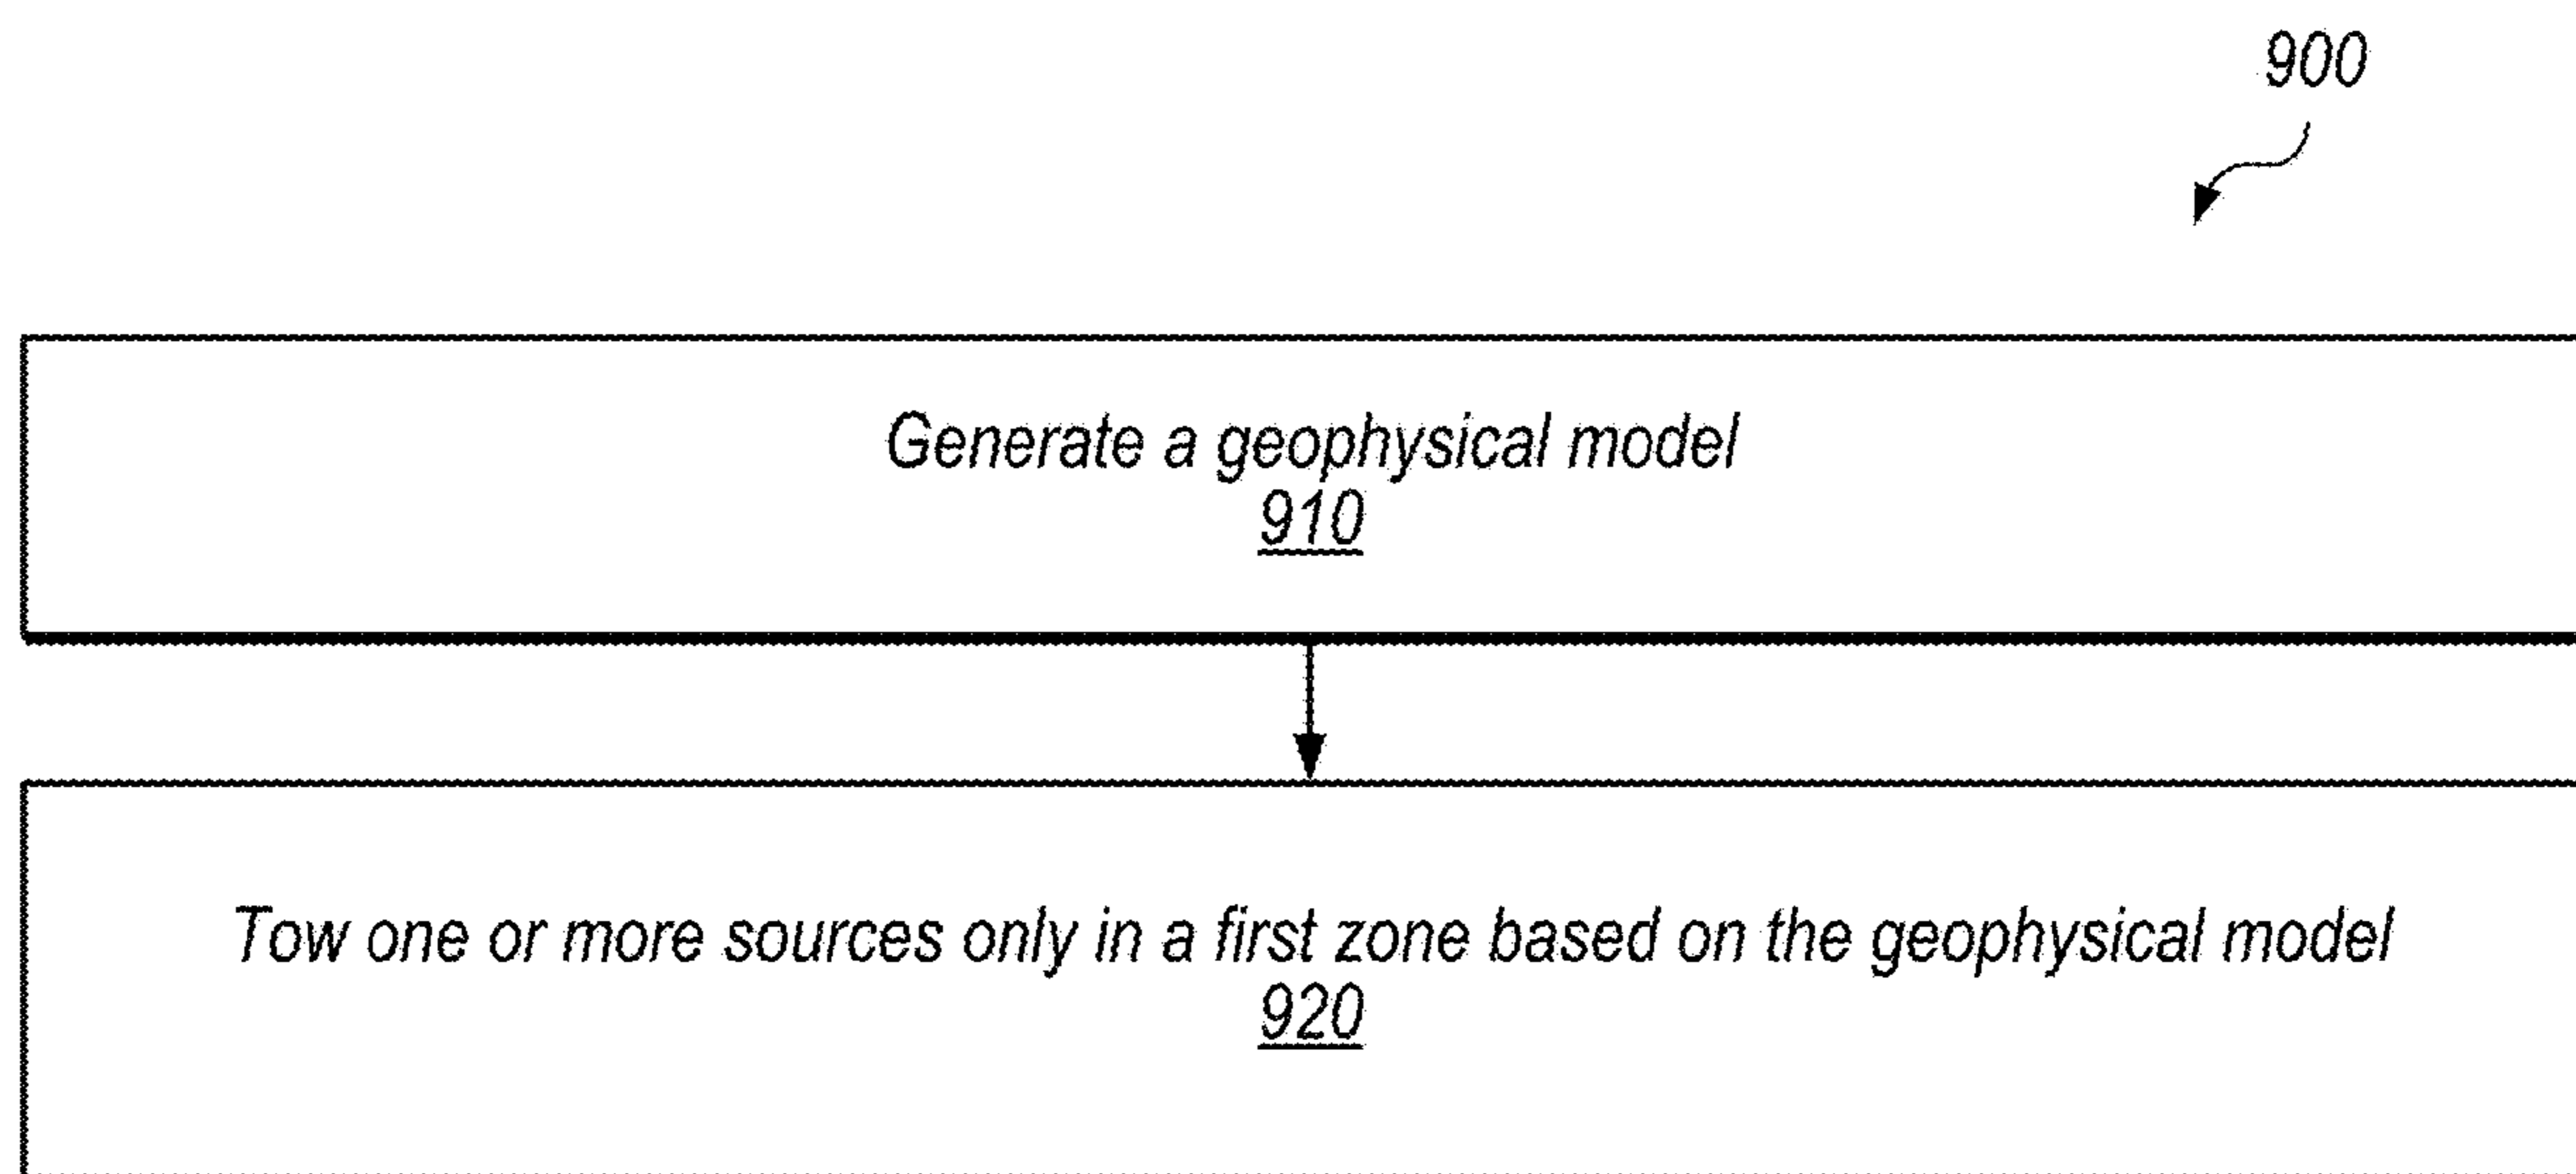 900
Generate a geophysical model
910
Tow one or more sources only in a first zone based on the geophysical model
920